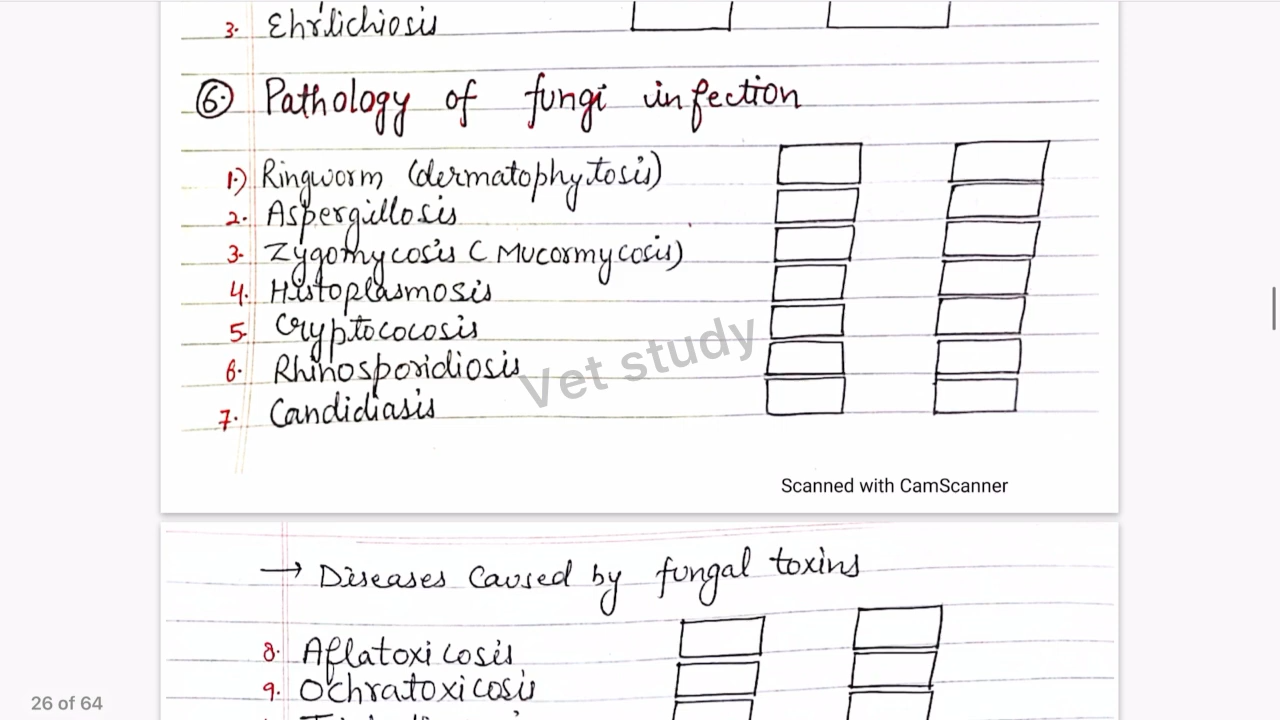 3. Ehrlichiosis
6. Pathology of fungi infection
1.) Ringworm (dermatophytosis)
2. Aspergillosis
3. Zygomycosis ( Mucormycosis)
4. Histoplasmosis
5. Cryptococosis
6. Rhinosporidiosis
7. Candidiasis
Vet study
Scanned with CamScanner
→ Diseases Caused by fungal toxins
8. Aflatoxicosis
9. Ochratoxicosis
26 of 64